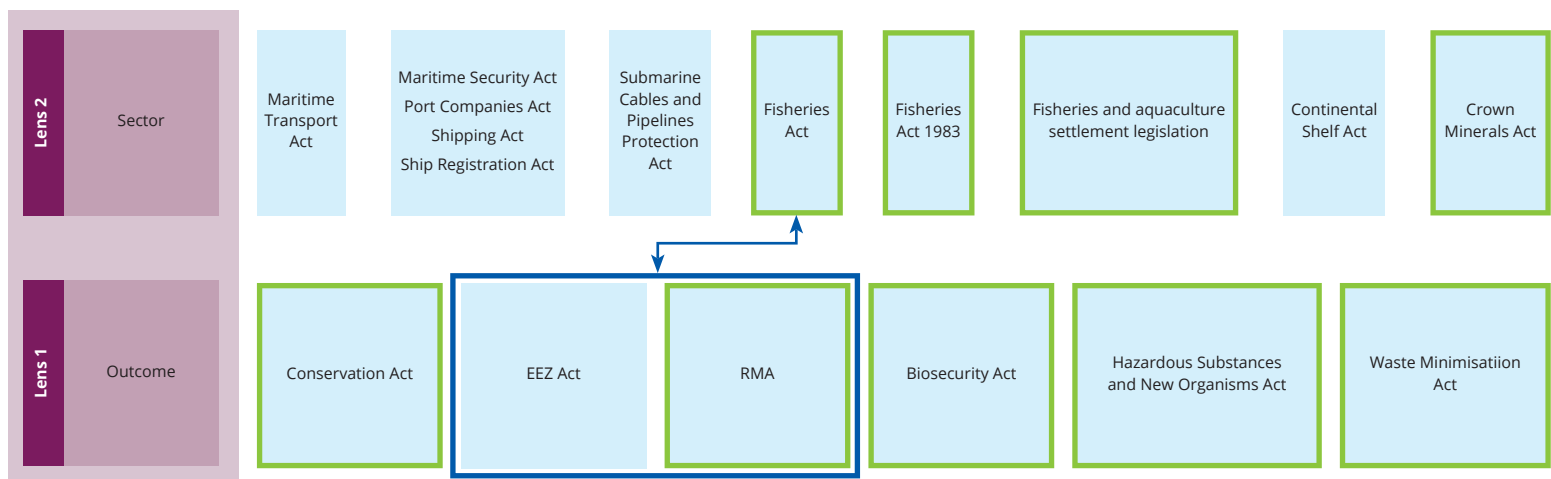 Lens 2
Sector
Maritime
Transport
Act
Maritime Security Act
Port Companies Act
Shipping Act
Ship Registration Act
Submarine
Cables and
Pipelines
Protection
Act
Fisheries
Act
Fisheries
Act 1983
Fisheries and aquaculture
settlement legislation
Continental
Shelf Act
Crown
Minerals Act
Lens 1
Outcome
Conservation Act
EEZ Act
RMA
Biosecurity Act
Hazardous Substances
and New Organisms Act
Waste Minimisatiion
Act